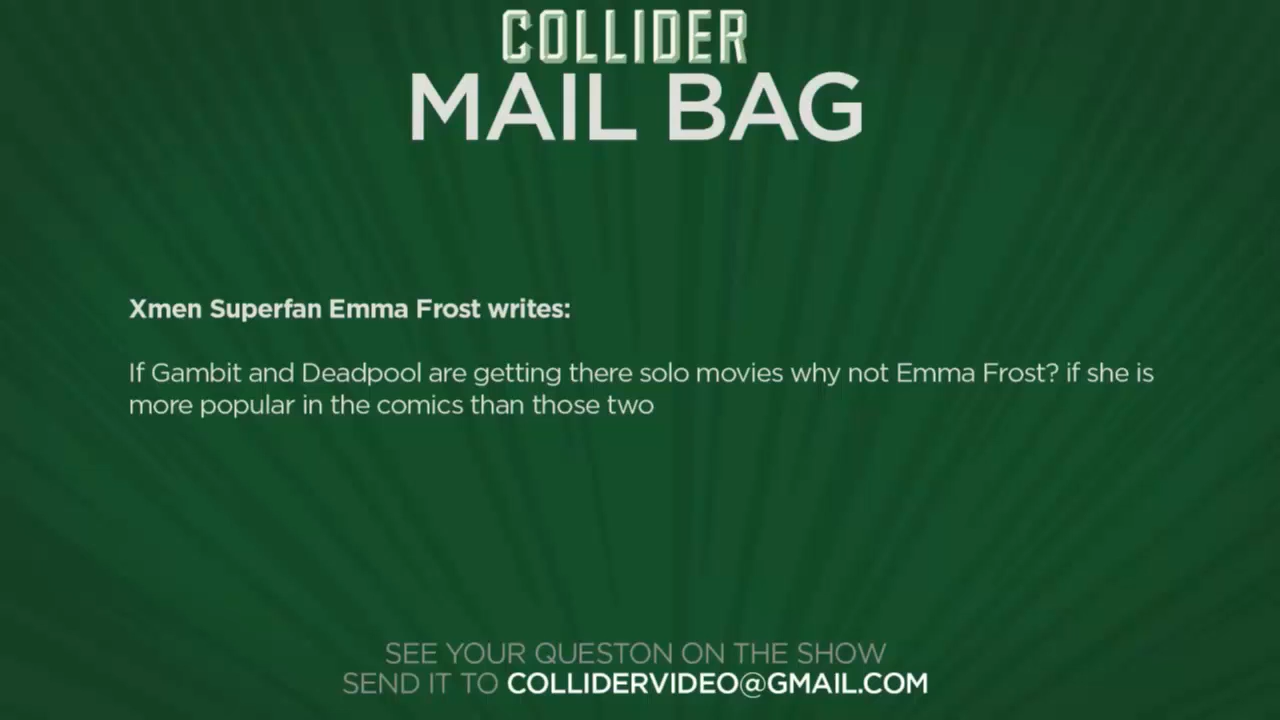 COLLIDER
MAIL BAG
Xmen Superfan Emma Frost writes:
If Gambit and Deadpool are getting there solo movies why not Emma Frost? if she is
more popular in the comics than those two
SEE YOUR QUESTON ON THE SHOW
SEND IT TO COLLIDERVIDEO@GMAIL.COM